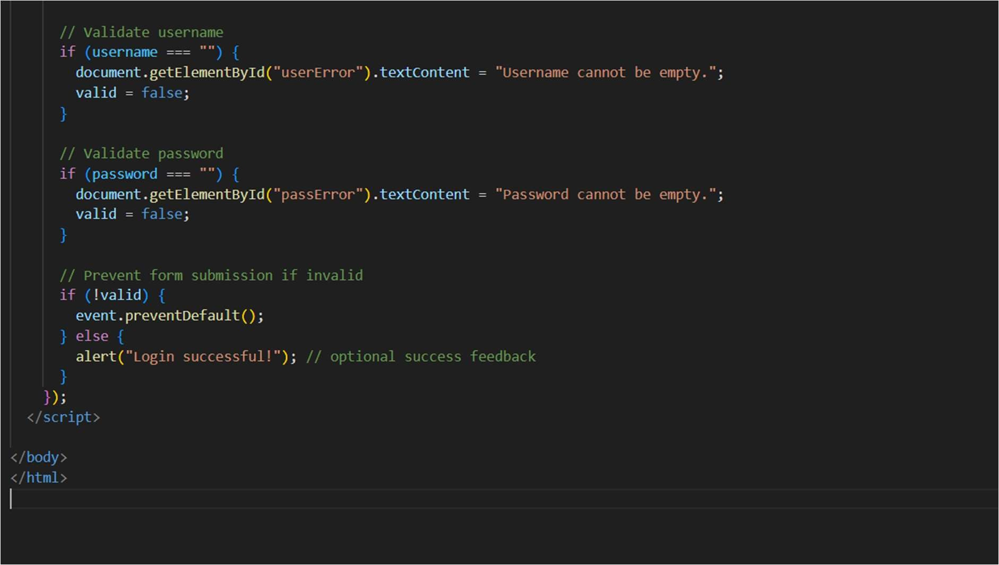 // Validate username
if (username === "") {
document.getElementById("userError").textContent = "Username cannot be empty.";
valid = false;
}
// Validate password
if (password === "") {
document.getElementById("passError").textContent = "Password cannot be empty.";
valid = false;
}
// Prevent form submission if invalid
if (!valid) {
event.preventDefault();
} else {
alert("Login successful!"); // optional success feedback
}
});
</script>
</body>
</html>